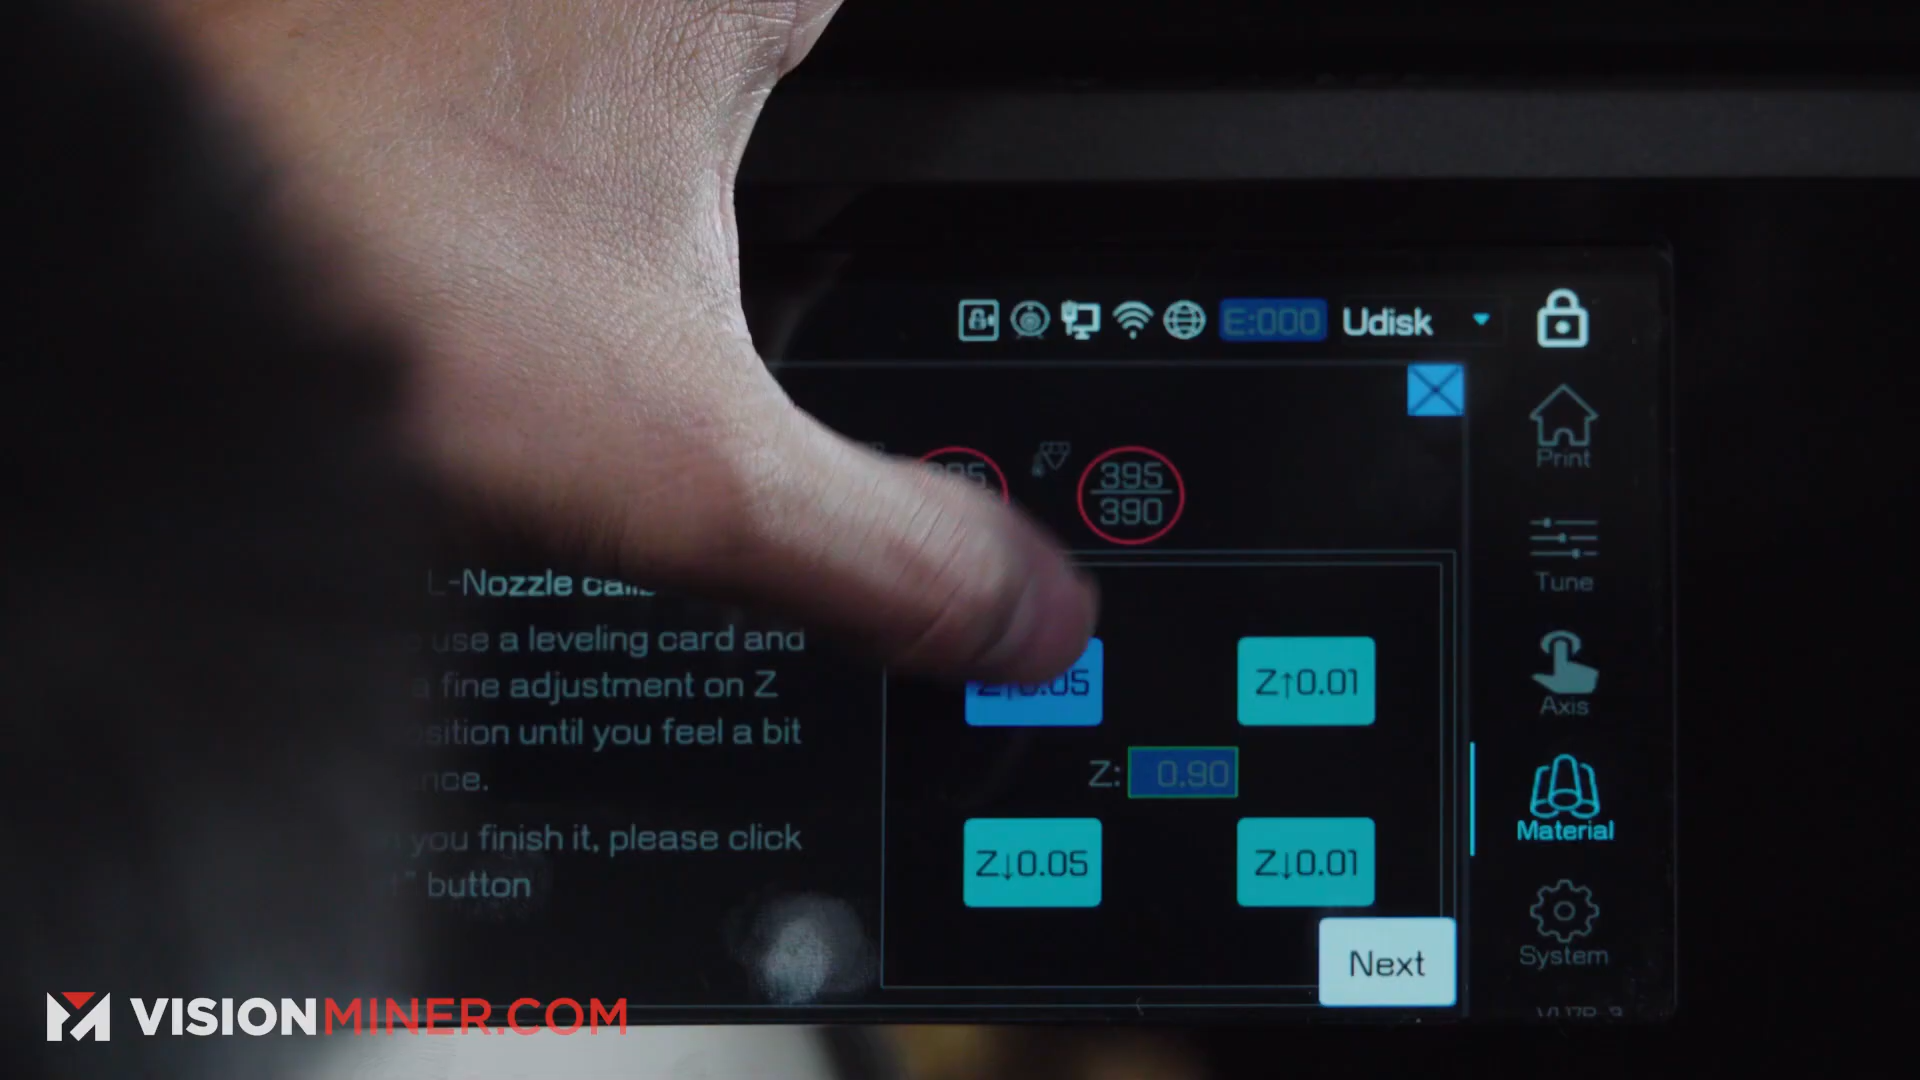 E:000 Udisk
Print
395
390
L-Nozzle
use a leveling card and
a fine adjustment on Z
until you feel a bit
you finish it, please click
button
Z↑0.05
Z↑0.01
Z: 0.90
Z↓0.05
Z↓0.01
Next
Tune
Axis
Material
System
VISIONMINER.COM